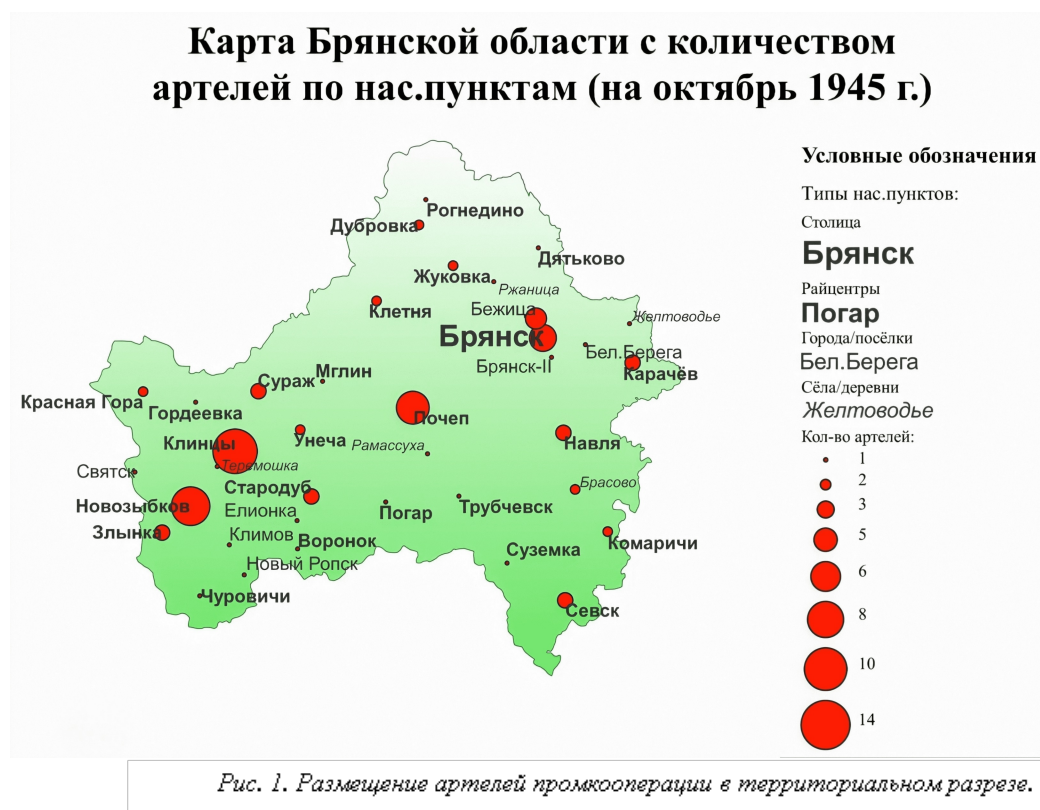 Карта Брянской области с количеством
артелей по нас.пунктам (на октябрь 1945 г.)
Рогнедино
Дубровка
Дятьково
Жуковка
Ржаница
Клетня
Бежица
Желтоводье
Брянск
Бел.Берега
Брянск-II
Карачёв
Мглин
Сураж
Красная Гора
Гордеевка
Почеп
Клинцы
Унеча
Рамассуха
Навля
Святск
Теремошка
Стародуб
Брасово
Новозыбков
Елионка
Погар
Трубчевск
Злынка
Климов
Воронок
Суземка
Комаричи
Новый Ропск
Чуровичи
Севск
Условные обозначения
Типы нас.пунктов:
Столица
Брянск
Райцентры
Погар
Города/посёлки
Бел.Берега
Сёла/деревни
Желтоводье
Кол-во артелей:
1
2
3
5
6
8
10
14
Рис. 1. Размещение артелей промкооперации в территориальном разрезе.